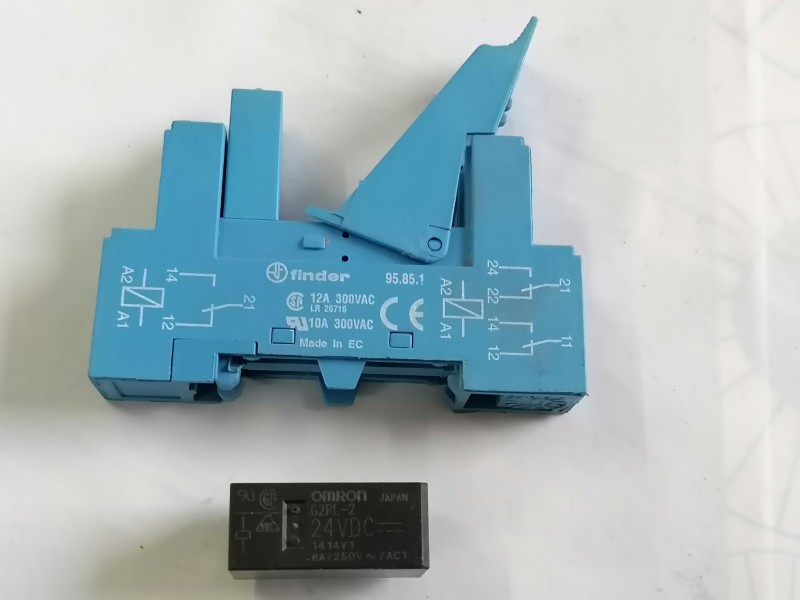 finder 95.85.1
12A 300VAC
LR 26716
10A 300VAC
CE
Made in EC
A2 14
21
A1 12
24
A2 22 21
14
A1 12 11
omron JAPAN
G2RL-2
24VDC
1414Y1
8A/250V~/AC1